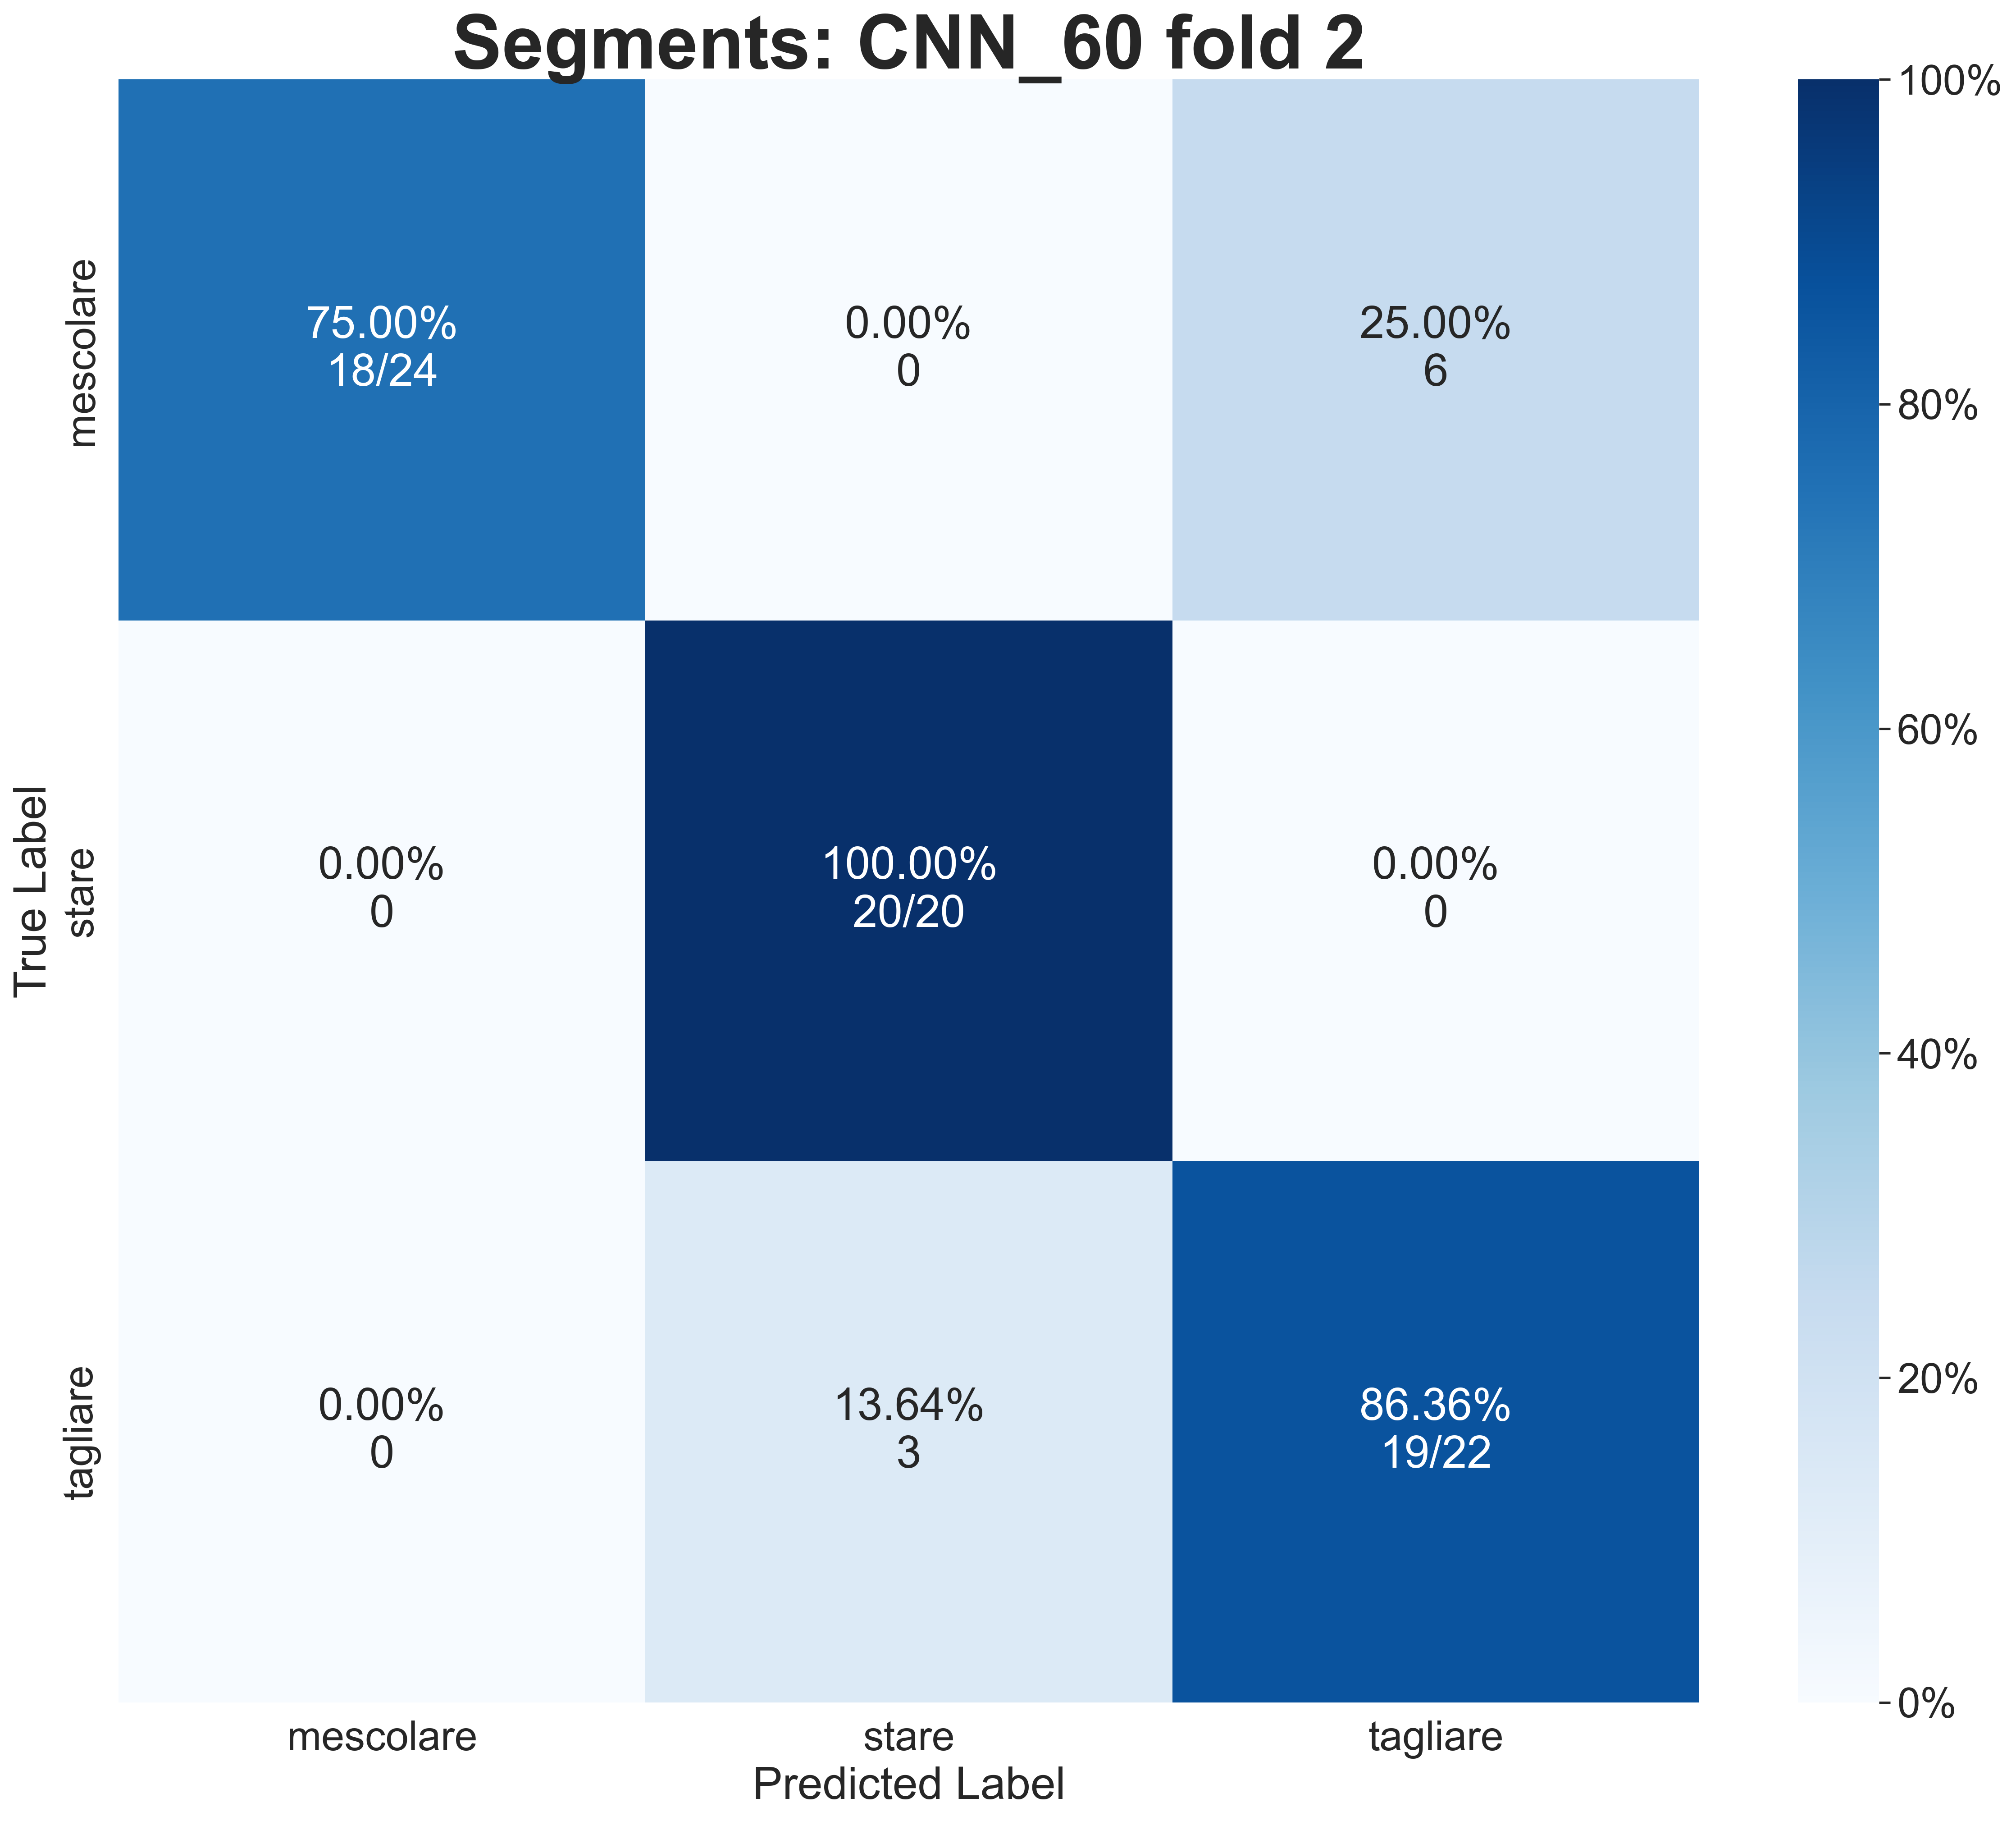 Segments: CNN_60 fold 2
100%
80%
60%
40%
20%
0%
True Label
mescolare
75.00%
18/24
0.00%
0
25.00%
6
stare
0.00%
0
100.00%
20/20
0.00%
0
tagliare
0.00%
0
13.64%
3
86.36%
19/22
mescolare
stare
tagliare
Predicted Label